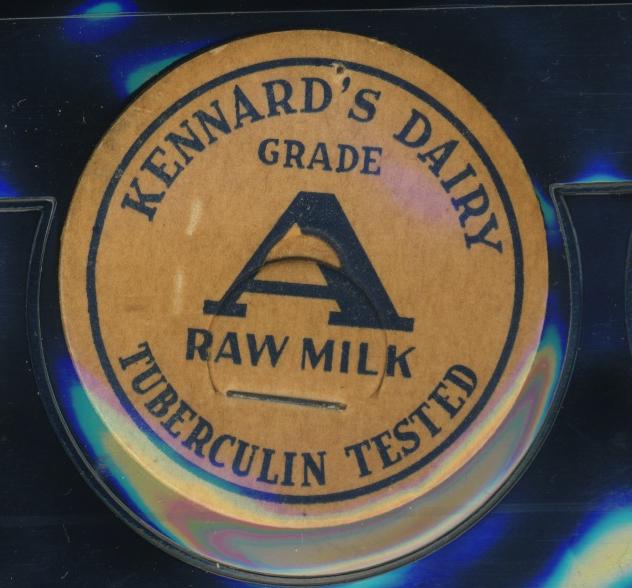 KENNARD'S DAIRY
GRADE
A
RAW MILK
TUBERCULIN TESTED